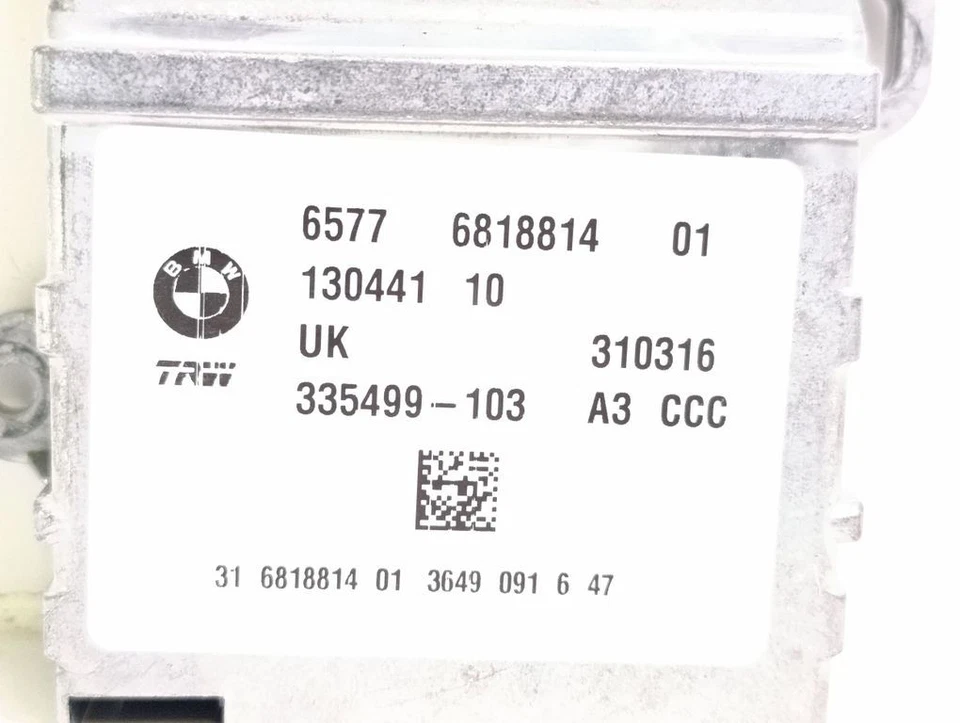 6577 6818814 01
130441 10
BMW
UK 310316
TRW
335499-103 A3 CCC
31 6818814 01 3649 091 6 47